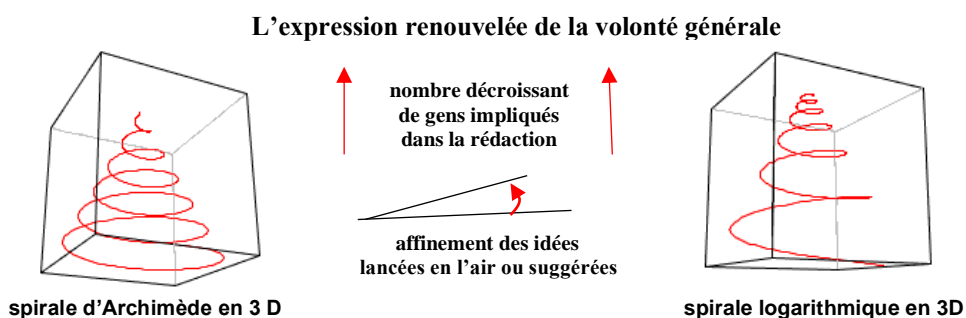 L’expression renouvelée de la volonté générale
nombre décroissant
de gens impliqués
dans la rédaction
affinement des idées
lancées en l’air ou suggérées
spirale d’Archimède en 3 D
spirale logarithmique en 3D